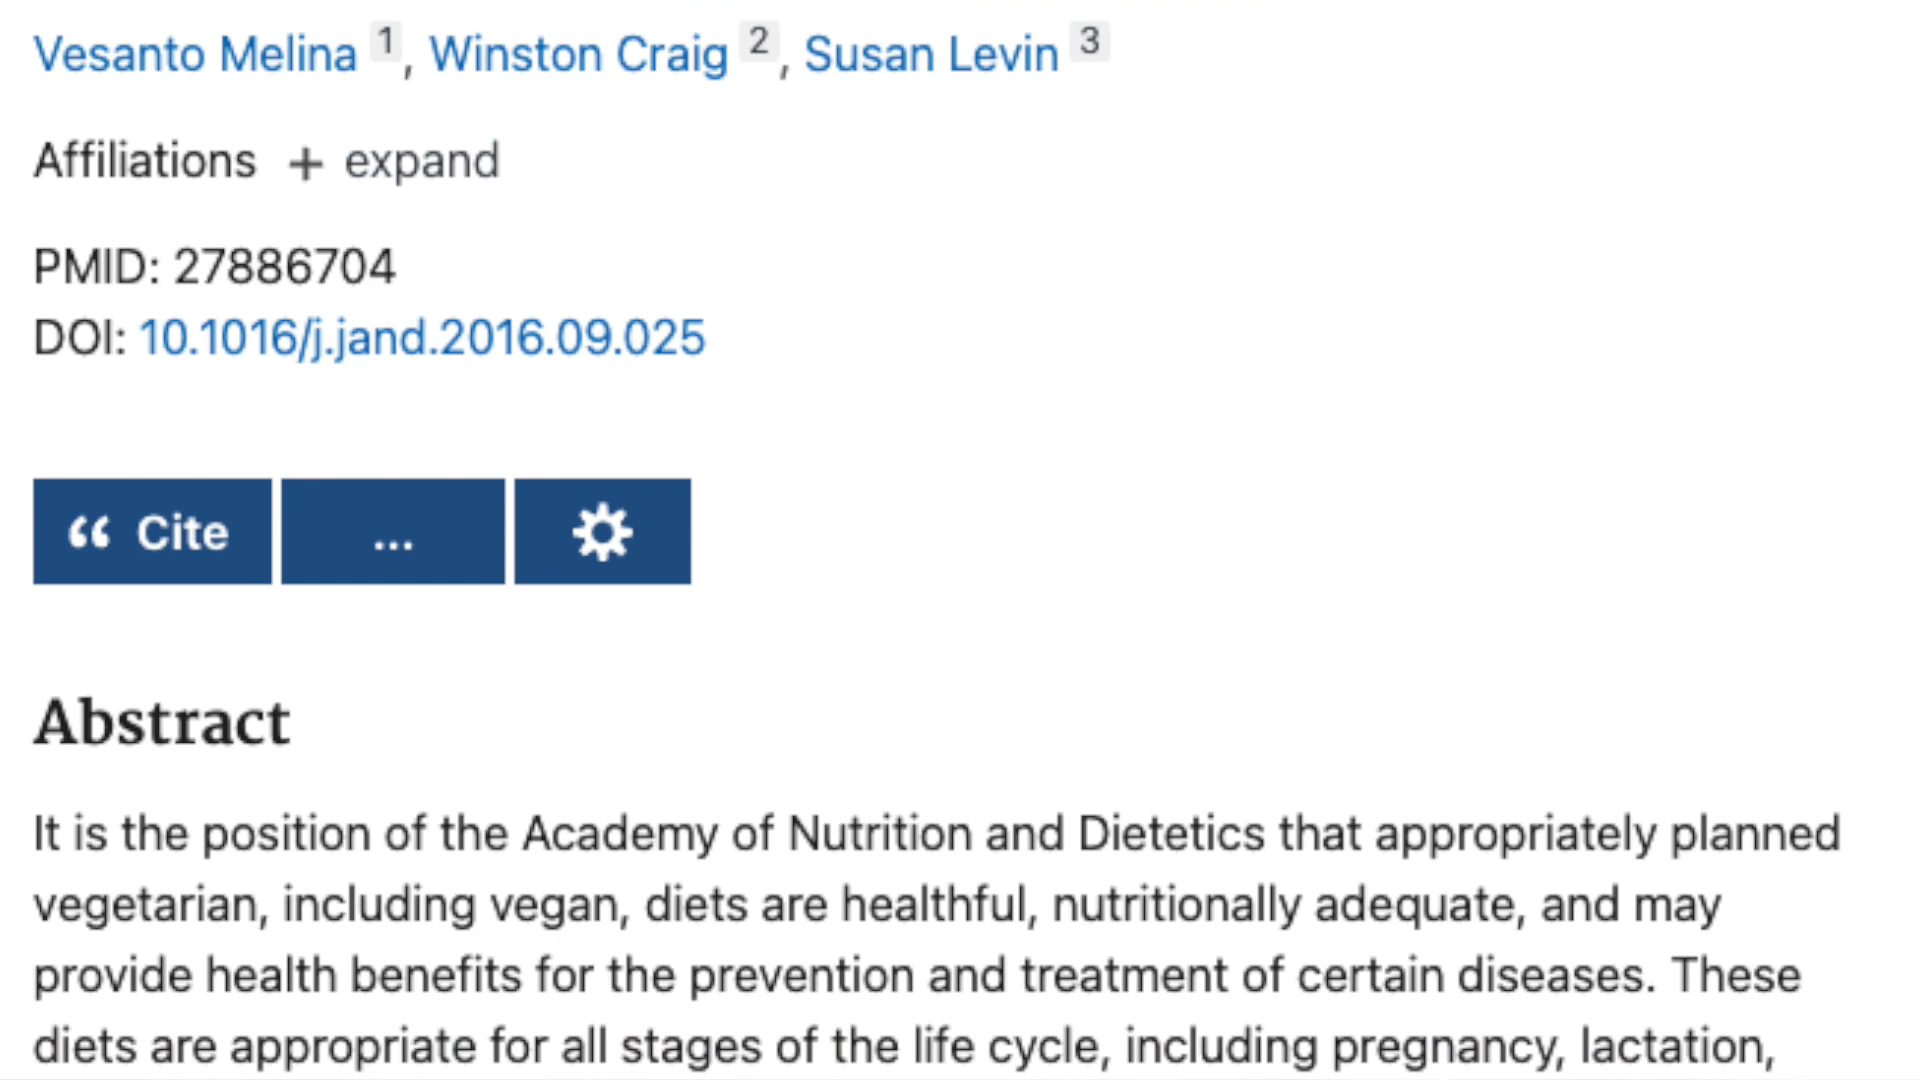 Vesanto Melina 1, Winston Craig 2, Susan Levin 3
Affiliations + expand
PMID: 27886704
DOI: 10.1016/j.jand.2016.09.025
“ Cite ...
Abstract
It is the position of the Academy of Nutrition and Dietetics that appropriately planned
vegetarian, including vegan, diets are healthful, nutritionally adequate, and may
provide health benefits for the prevention and treatment of certain diseases. These
diets are appropriate for all stages of the life cycle, including pregnancy, lactation,